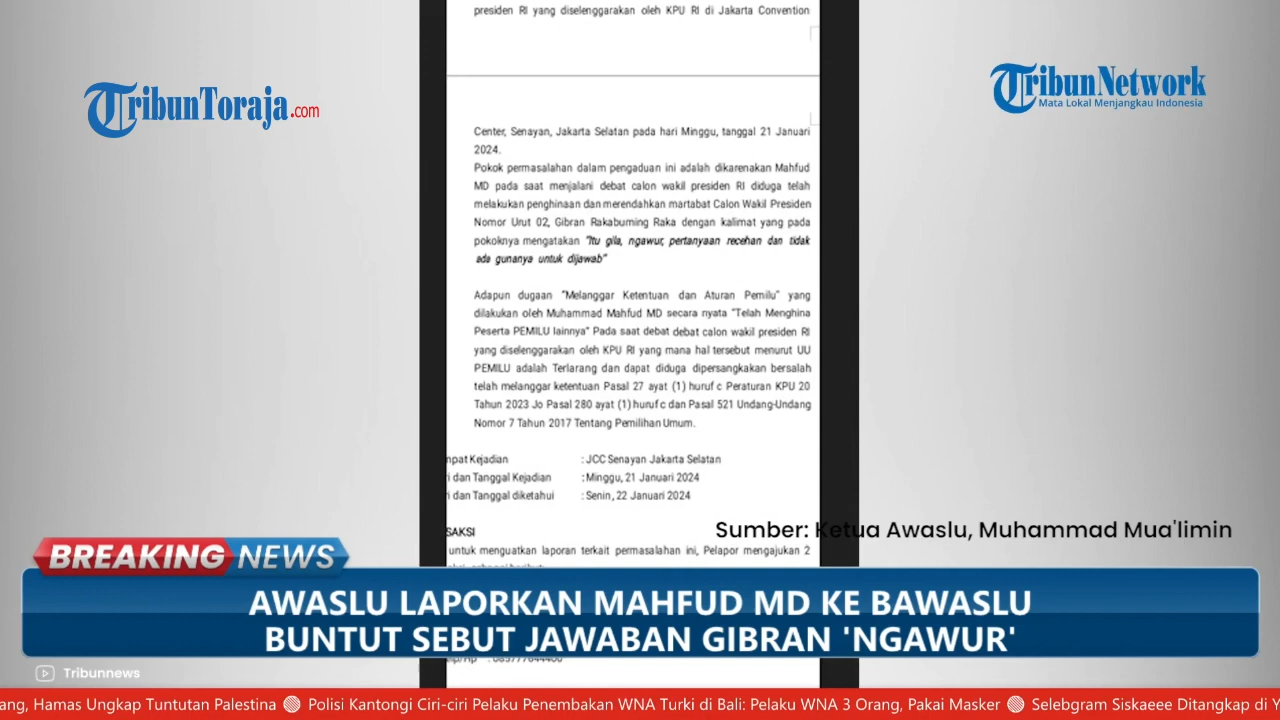 presiden RI yang diselenggarakan oleh KPU RI di Jakarta Convention
TribunToraja.com
TribunNetwork
Mata Lokal Menjangkau Indonesia
Center, Senayan, Jakarta Selatan pada hari Minggu, tanggal 21 Januari
2024.
Pokok permasalahan dalam pengaduan ini adalah dikarenakan Mahfud
MD pada saat menjalani debat calon wakil presiden RI diduga telah
melakukan penghinaan dan merendahkan martabat Calon Wakil Presiden
Nomor Urut 02, Gibran Rakabuming Raka dengan kalimat yang pada
pokoknya mengatakan "Itu gila, ngawur, pertanyaan recehan dan tidak
ada gunanya untuk dijawab"
Adapun dugaan "Melanggar Ketentuan dan Aturan Pemilu" yang
dilakukan oleh Muhammad Mahfud MD secara nyata "Telah Menghina
Peserta PEMILU lainnya" Pada saat debat debat calon wakil presiden RI
yang diselenggarakan oleh KPU RI yang mana hal tersebut menurut UU
PEMILU adalah Terlarang dan dapat diduga dipersangkakan bersalah
telah melanggar ketentuan Pasal 27 ayat (1) huruf c Peraturan KPU 20
Tahun 2023 Jo Pasal 280 ayat (1) huruf c dan Pasal 521 Undang-Undang
Nomor 7 Tahun 2017 Tentang Pemilihan Umum.
mpat Kejadian : JCC Senayan Jakarta Selatan
i dan Tanggal Kejadian : Minggu, 21 Januari 2024
i dan Tanggal diketahui : Senin, 22 Januari 2024
SAKSI
Sumber: Ketua Awaslu, Muhammad Mua'limin
untuk menguatkan laporan terkait permasalahan ini, Pelapor mengajukan 2
BREAKING NEWS
AWASLU LAPORKAN MAHFUD MD KE BAWASLU
BUNTUT SEBUT JAWABAN GIBRAN 'NGAWUR'
Tribunnews
ang, Hamas Ungkap Tuntutan Palestina Polisi Kantongi Ciri-ciri Pelaku Penembakan WNA Turki di Bali: Pelaku WNA 3 Orang, Pakai Masker Selebgram Siskaeee Ditangkap di Y